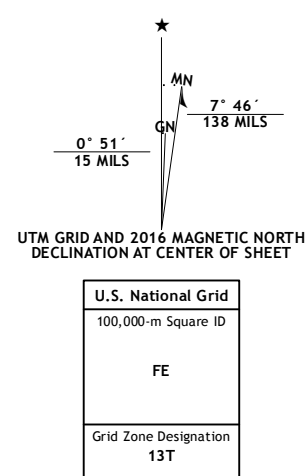 ★
MN
7° 46´
138 MILS
GN
0° 51´
15 MILS
UTM GRID AND 2016 MAGNETIC NORTH
DECLINATION AT CENTER OF SHEET
U.S. National Grid
100,000-m Square ID
FE
Grid Zone Designation
13T